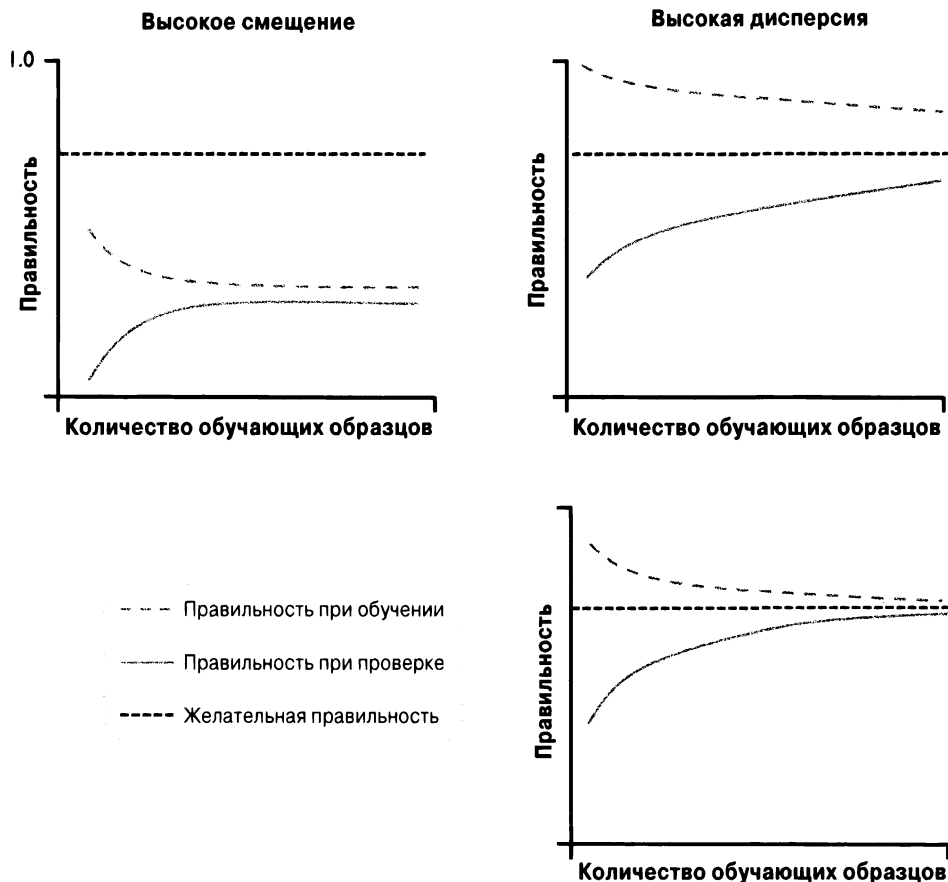 Высокое смещение
Высокая дисперсия
1.0
Правильность
Правильность
Количество обучающих образцов
Количество обучающих образцов
Правильность при обучении
Правильность при проверке
Желательная правильность
Правильность
Количество обучающих образцов